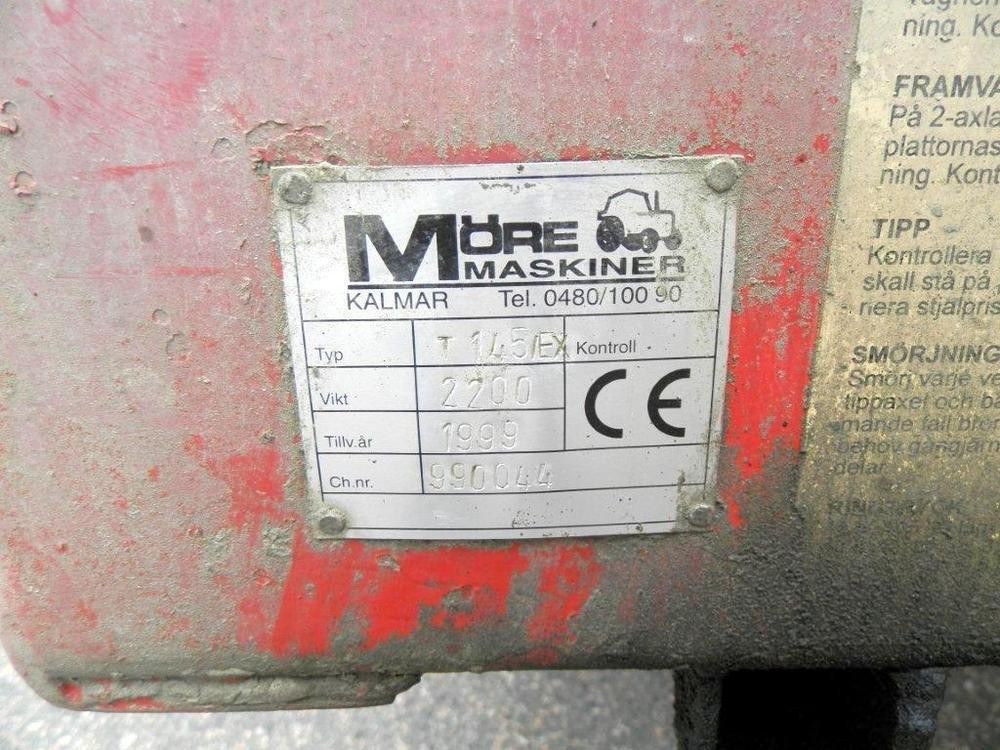 MÖRE
MASKINER
KALMAR Tel. 0480/100 90
Typ T 145/EX Kontroll
Vikt 2200
CE
Tillv.år 1999
Ch.nr. 990044
ning.
FRAMVA
På 2-axla
plattornas
ning. Kont
TIPP
Kontrollera
skall stå på
riera stjälpris
SMÖRJNING
Smörj varje ve
tippaxel och
mande fall bron
behov gångjärn
delar.